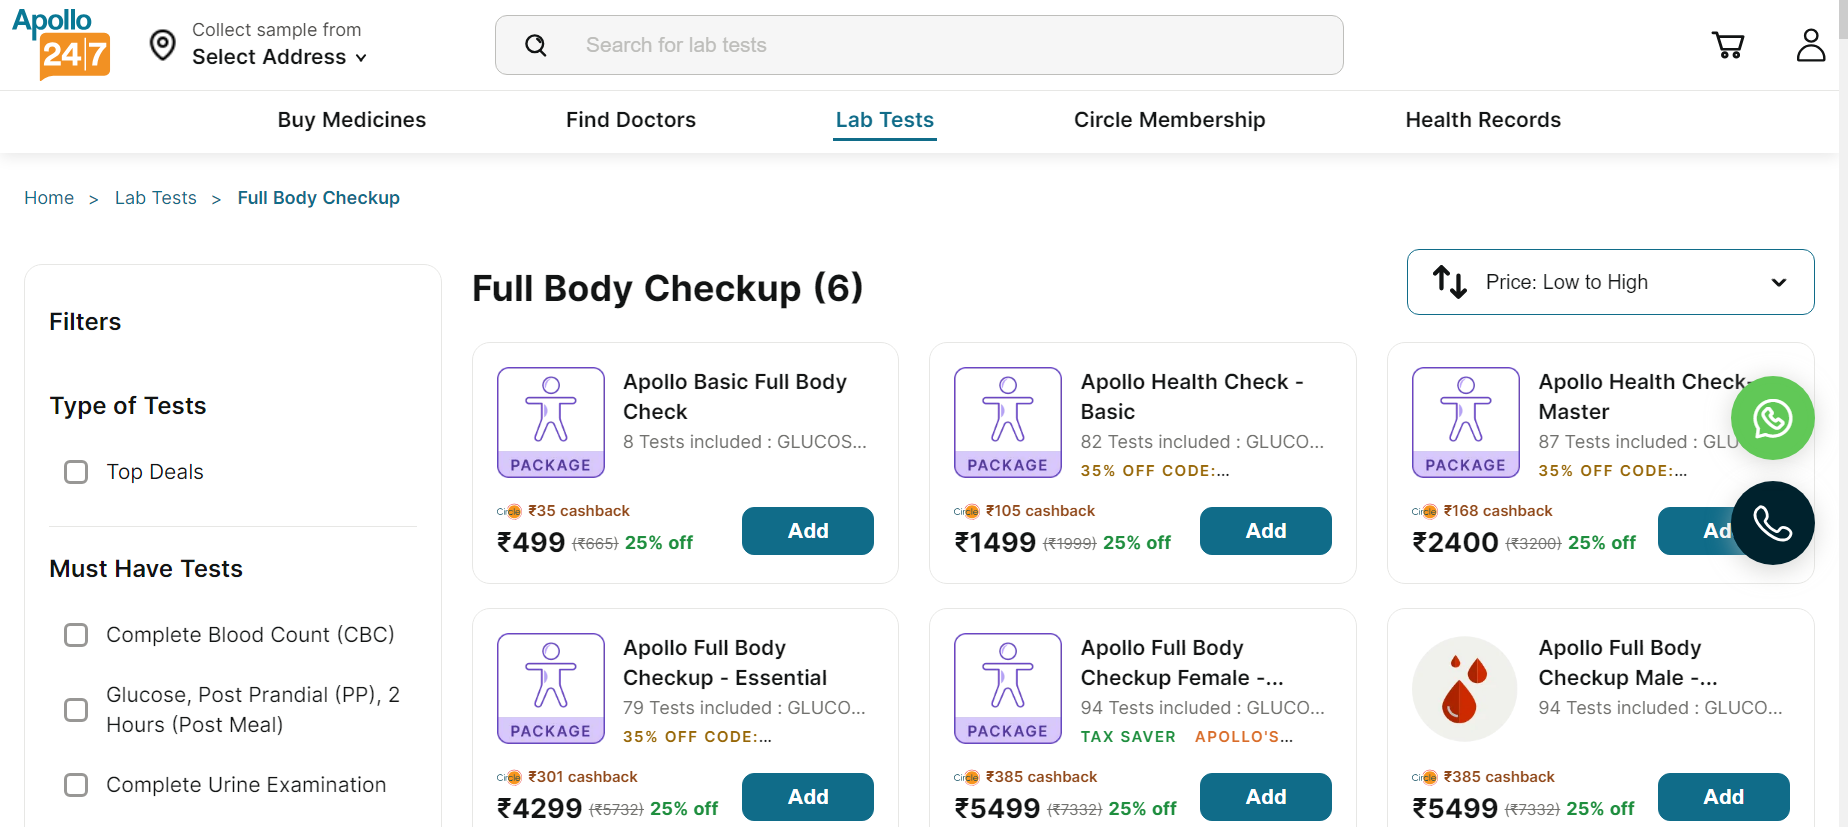 Apollo
24|7
Collect sample from
Select Address
Search for lab tests
Buy Medicines
Find Doctors
Lab Tests
Circle Membership
Health Records
Home > Lab Tests > Full Body Checkup
Filters
Type of Tests
Top Deals
Must Have Tests
Complete Blood Count (CBC)
Glucose, Post Prandial (PP), 2
Hours (Post Meal)
Complete Urine Examination
Full Body Checkup (6)
Price: Low to High
PACKAGE
Apollo Basic Full Body
Check
8 Tests included : GLUCOS...
Circle ₹35 cashback
₹499 (₹665) 25% off
Add
PACKAGE
Apollo Health Check -
Basic
82 Tests included : GLUCO...
35% OFF CODE:...
Circle ₹105 cashback
₹1499 (₹1999) 25% off
Add
PACKAGE
Apollo Health Check-
Master
87 Tests included : GLU
35% OFF CODE:...
Circle ₹168 cashback
₹2400 (₹3200) 25% off
Ad
PACKAGE
Apollo Full Body
Checkup - Essential
79 Tests included : GLUCO...
35% OFF CODE:...
Circle ₹301 cashback
₹4299 (₹5732) 25% off
Add
PACKAGE
Apollo Full Body
Checkup Female -...
94 Tests included : GLUCO...
TAX SAVER APOLLO'S...
Circle ₹385 cashback
₹5499 (₹7332) 25% off
Add
Apollo Full Body
Checkup Male -...
94 Tests included : GLUCO...
Circle ₹385 cashback
₹5499 (₹7332) 25% off
Add